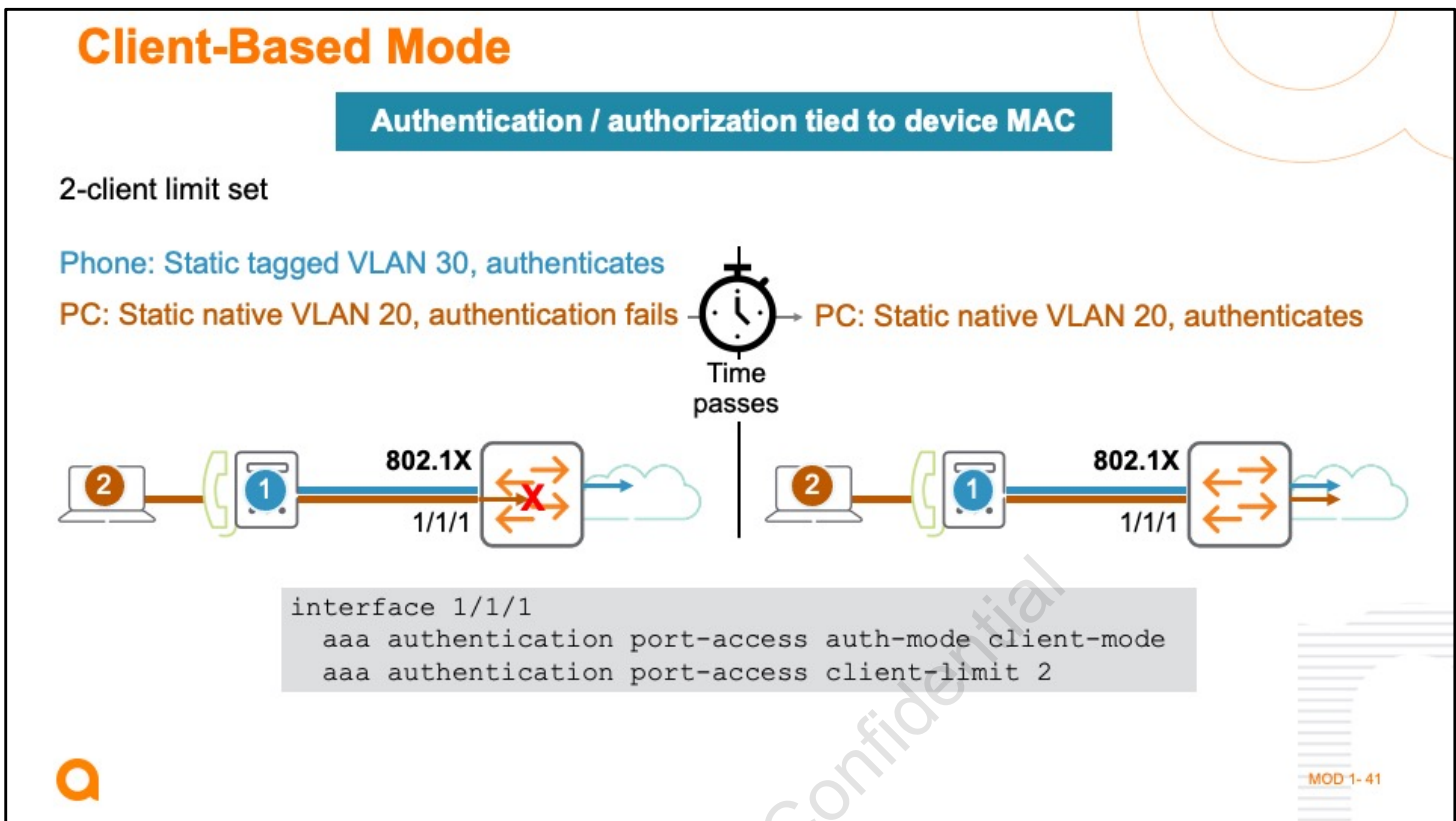 Client-Based Mode
Authentication / authorization tied to device MAC
2-client limit set
Phone: Static tagged VLAN 30, authenticates
PC: Static native VLAN 20, authentication fails
PC: Static native VLAN 20, authenticates
Time
passes
2
1
802.1X
1/1/1
X
2
1
802.1X
1/1/1
interface 1/1/1
  aaa authentication port-access auth-mode client-mode
  aaa authentication port-access client-limit 2
Confidential
MOD 1- 41